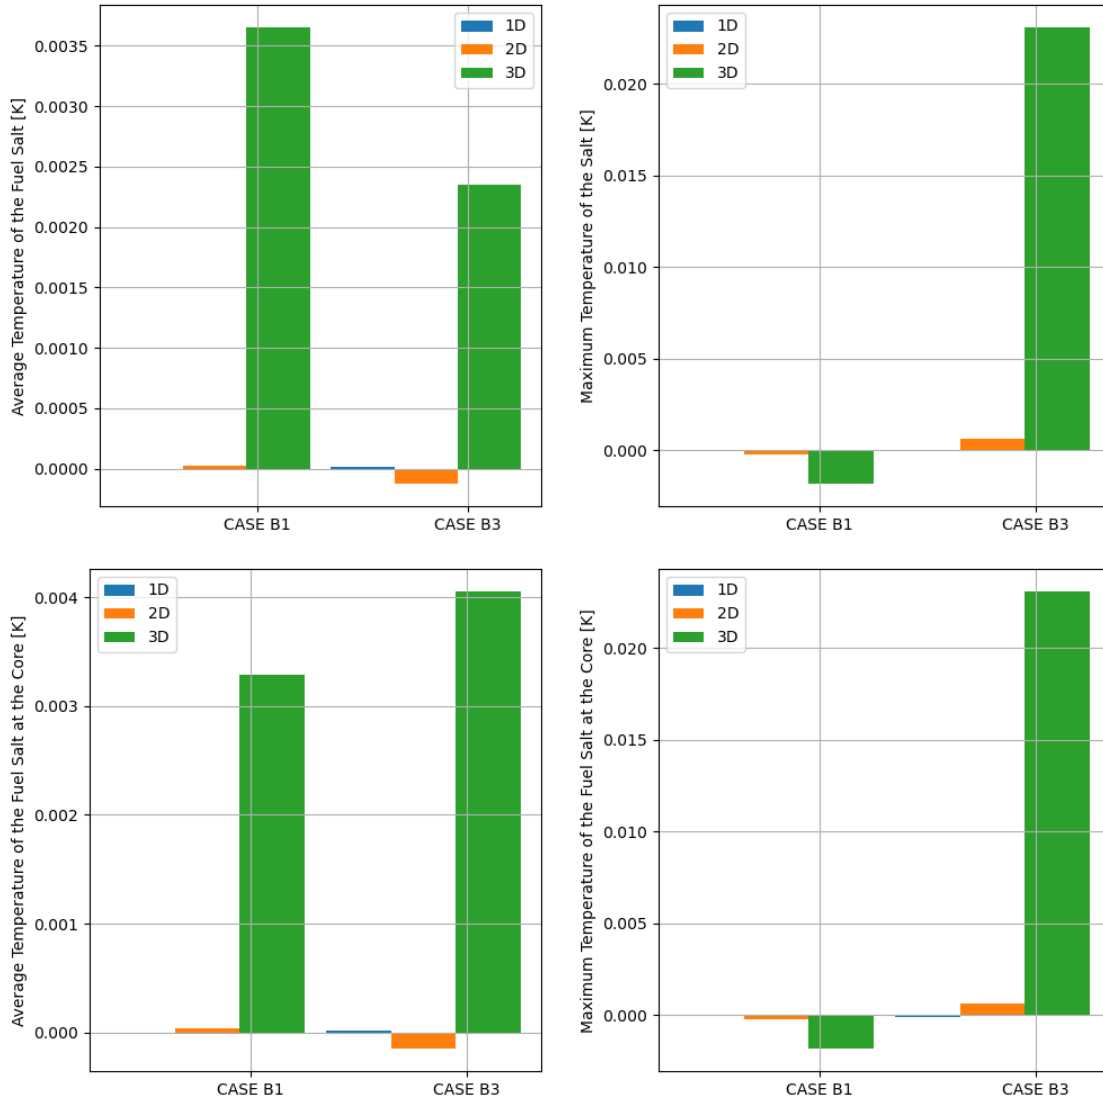 Average Temperature of the Fuel Salt [K]
0.0035
0.0030
0.0025
0.0020
0.0015
0.0010
0.0005
0.0000
1D
2D
3D
CASE B1
CASE B3
Maximum Temperature of the Salt [K]
0.020
0.015
0.010
0.005
0.000
1D
2D
3D
CASE B1
CASE B3
Average Temperature of the Fuel Salt at the Core [K]
0.004
0.003
0.002
0.001
0.000
1D
2D
3D
CASE B1
CASE B3
Maximum Temperature of the Fuel Salt at the Core [K]
0.020
0.015
0.010
0.005
0.000
1D
2D
3D
CASE B1
CASE B3